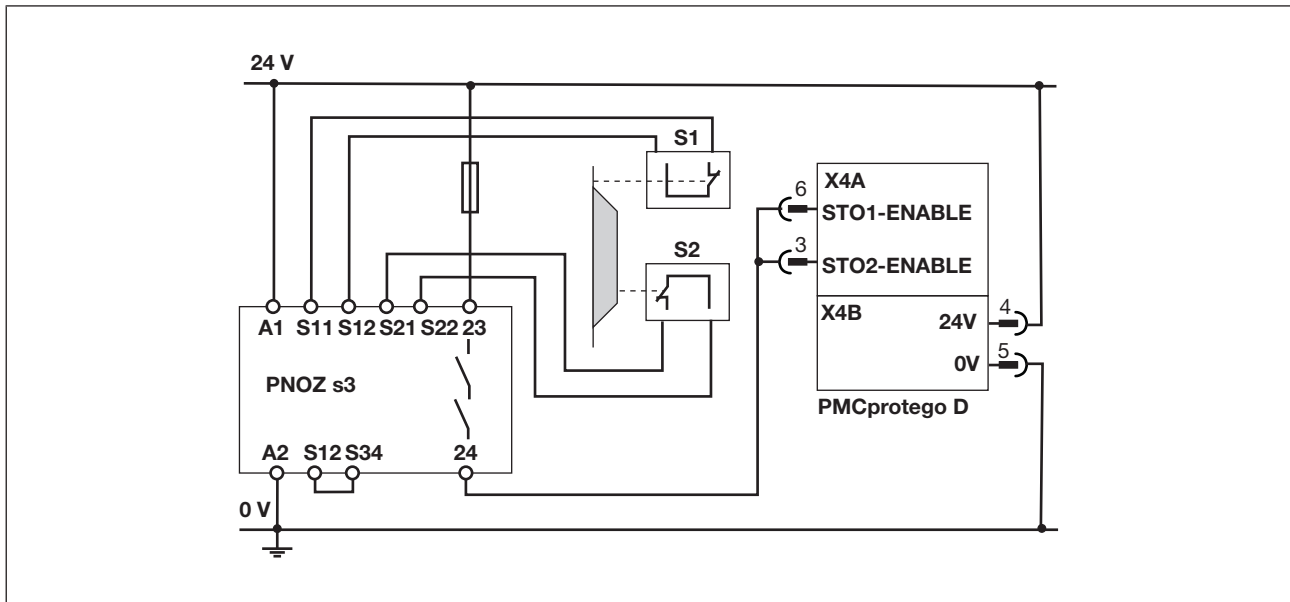 24 V
S1
X4A
6
STO1-ENABLE
3
STO2-ENABLE
S2
X4B
4
24V
5
0V
PMCprotego D
A1 S11 S12 S21 S22 23
PNOZ s3
A2 S12 S34 24
0 V